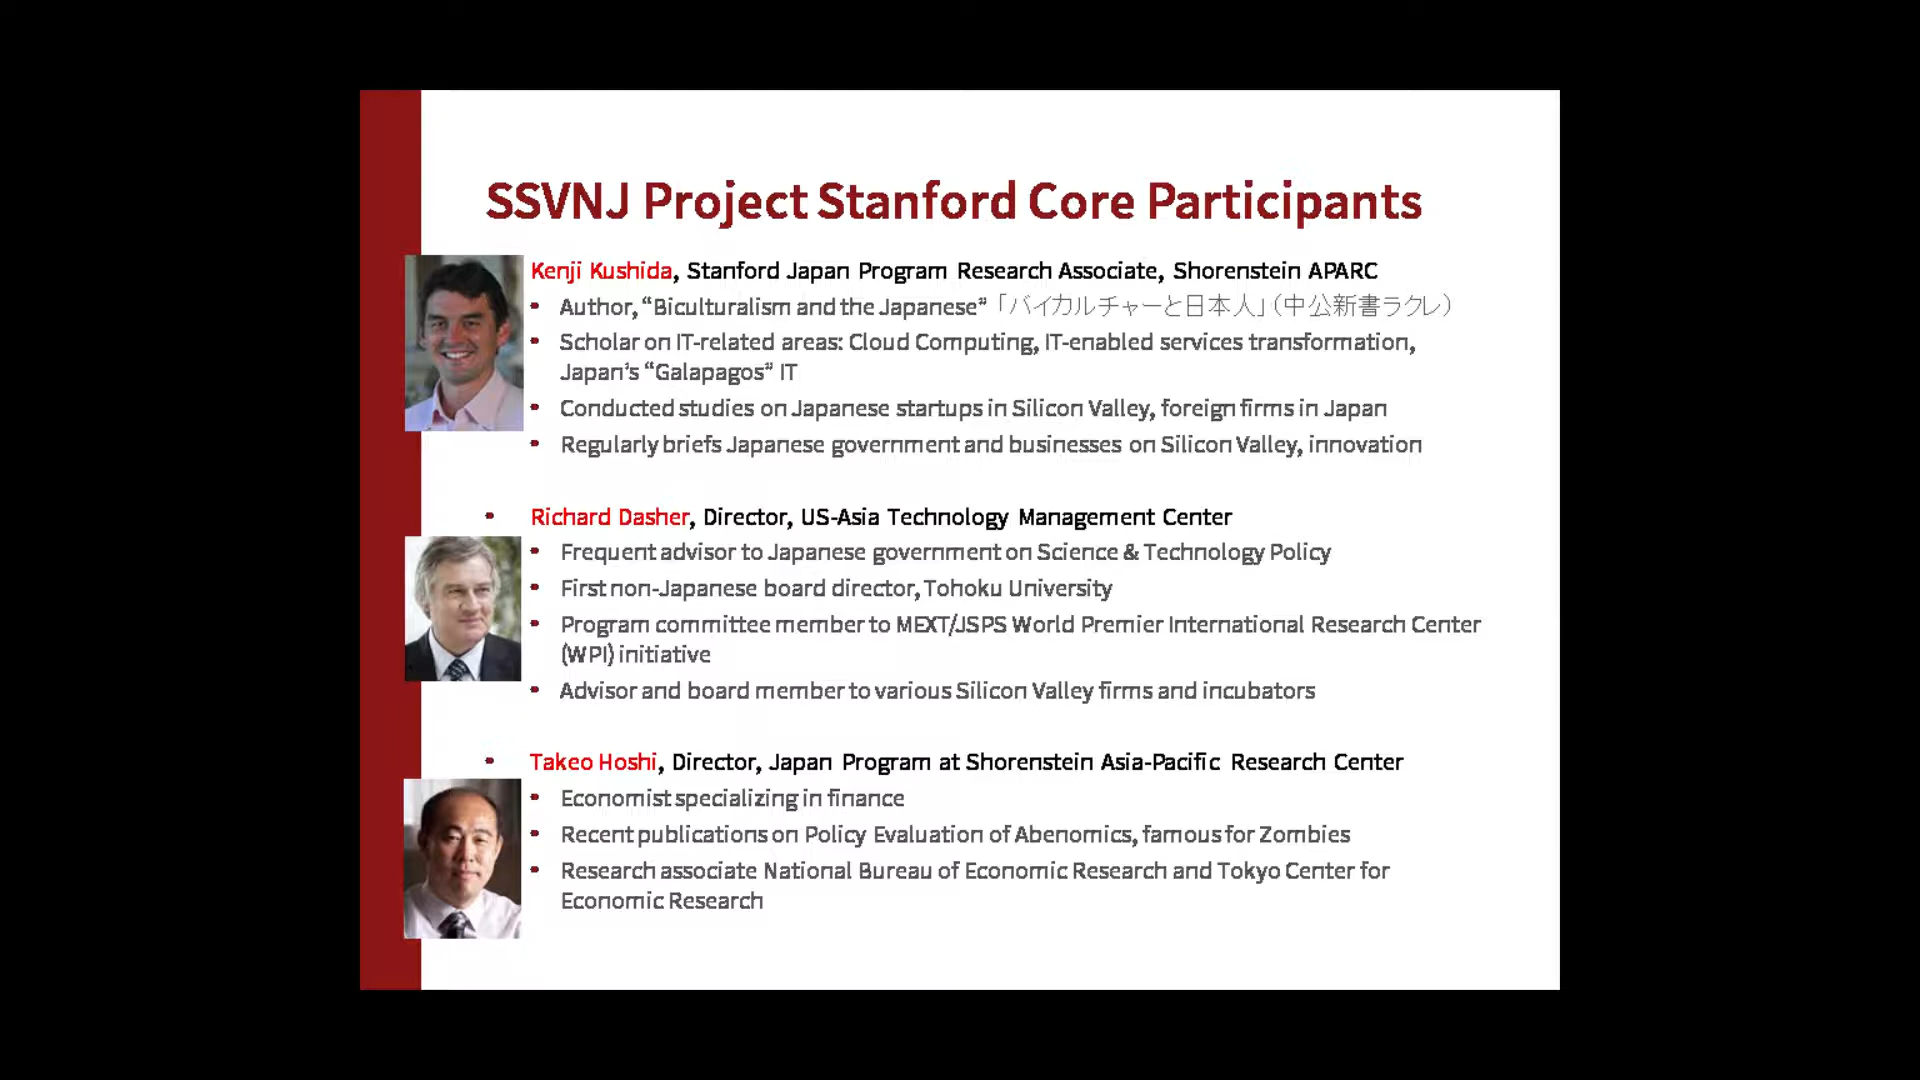 SSVNJ Project Stanford Core Participants
Kenji Kushida, Stanford Japan Program Research Associate, Shorenstein APARC
• Author, “Biculturalism and the Japanese” 「バイカルチャーと日本人」（中公新書ラクレ）
• Scholar on IT-related areas: Cloud Computing, IT-enabled services transformation,
Japan’s “Galapagos” IT
• Conducted studies on Japanese startups in Silicon Valley, foreign firms in Japan
• Regularly briefs Japanese government and businesses on Silicon Valley, innovation
• Richard Dasher, Director, US-Asia Technology Management Center
• Frequent advisor to Japanese government on Science & Technology Policy
• First non-Japanese board director, Tohoku University
• Program committee member to MEXT/JSPS World Premier International Research Center
(WPI) initiative
• Advisor and board member to various Silicon Valley firms and incubators
• Takeo Hoshi, Director, Japan Program at Shorenstein Asia-Pacific Research Center
• Economist specializing in finance
• Recent publications on Policy Evaluation of Abenomics, famous for Zombies
• Research associate National Bureau of Economic Research and Tokyo Center for
Economic Research